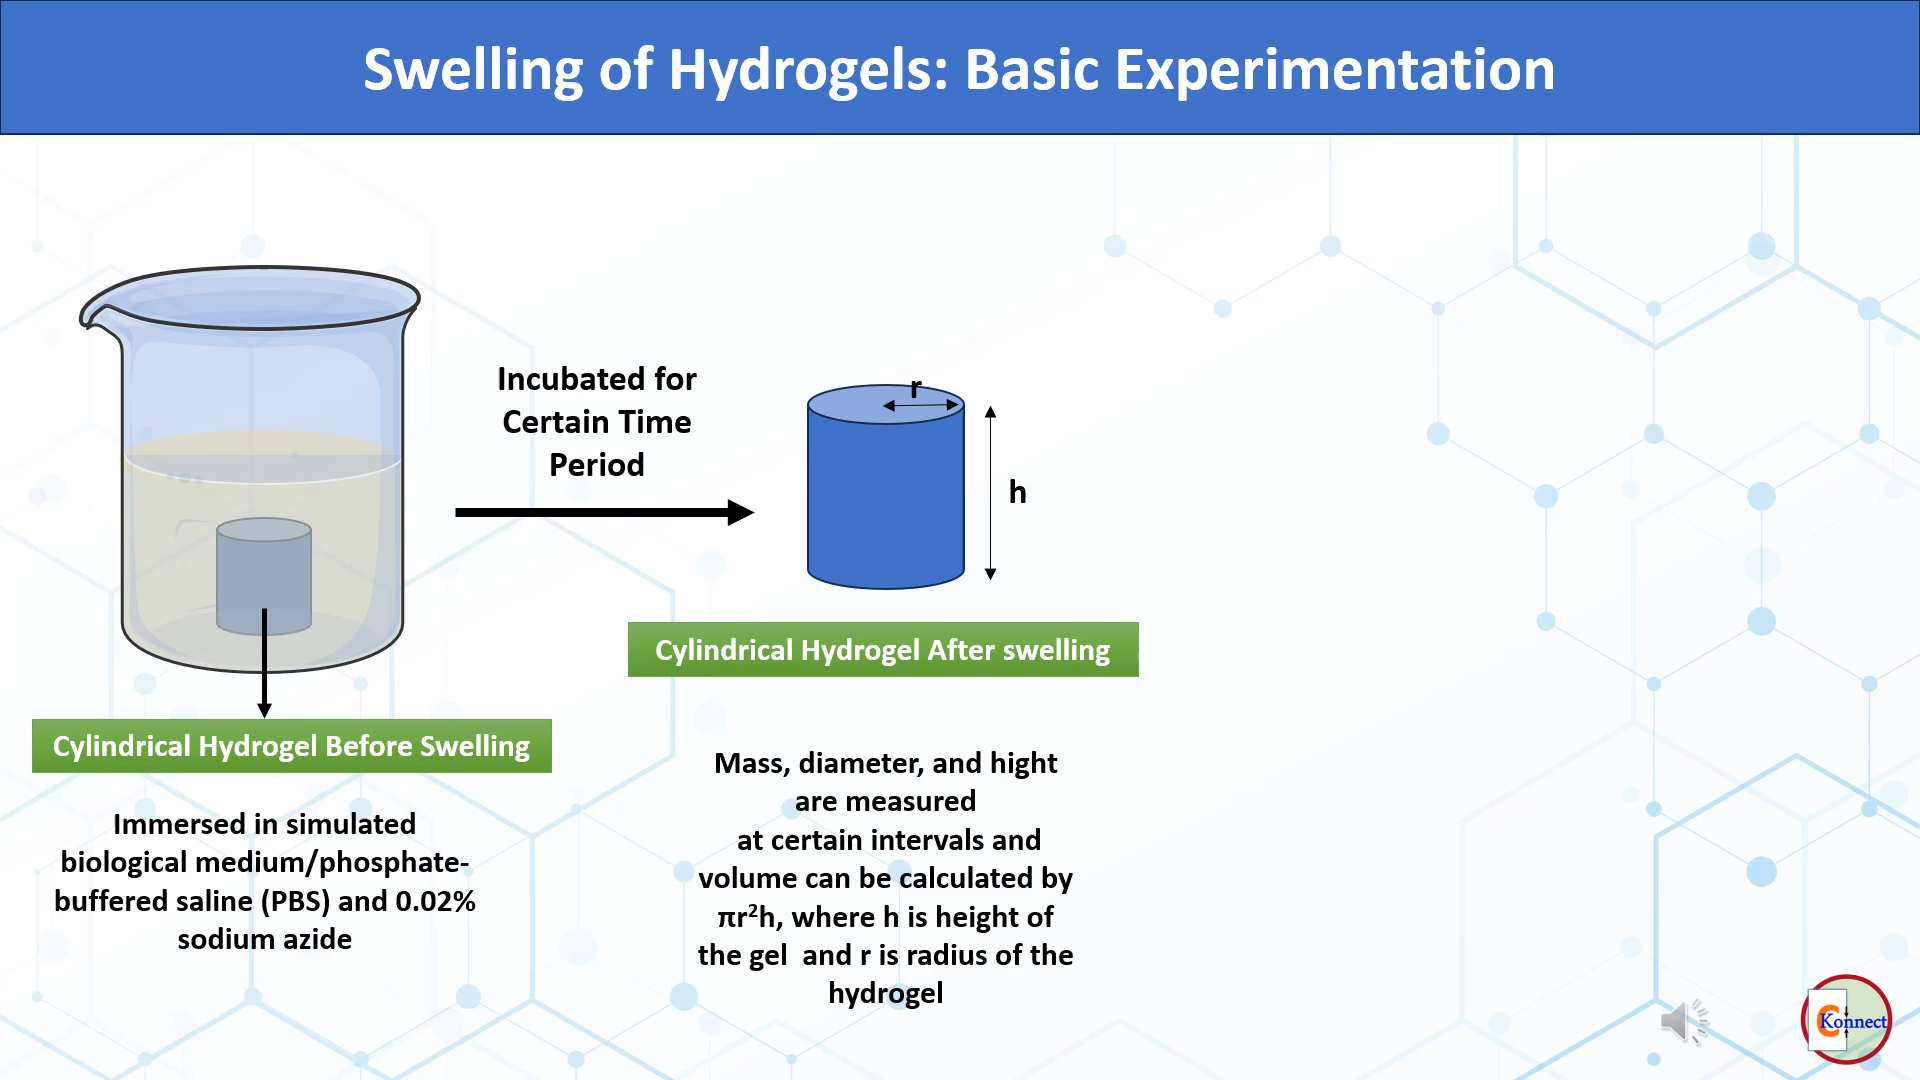 Swelling of Hydrogels: Basic Experimentation
Incubated for
Certain Time
Period
r
h
Cylindrical Hydrogel After swelling
Cylindrical Hydrogel Before Swelling
Immersed in simulated
biological medium/phosphate-
buffered saline (PBS) and 0.02%
sodium azide
Mass, diameter, and hight
are measured
at certain intervals and
volume can be calculated by
πr²h, where h is height of
the gel  and r is radius of the
hydrogel
C Konnect